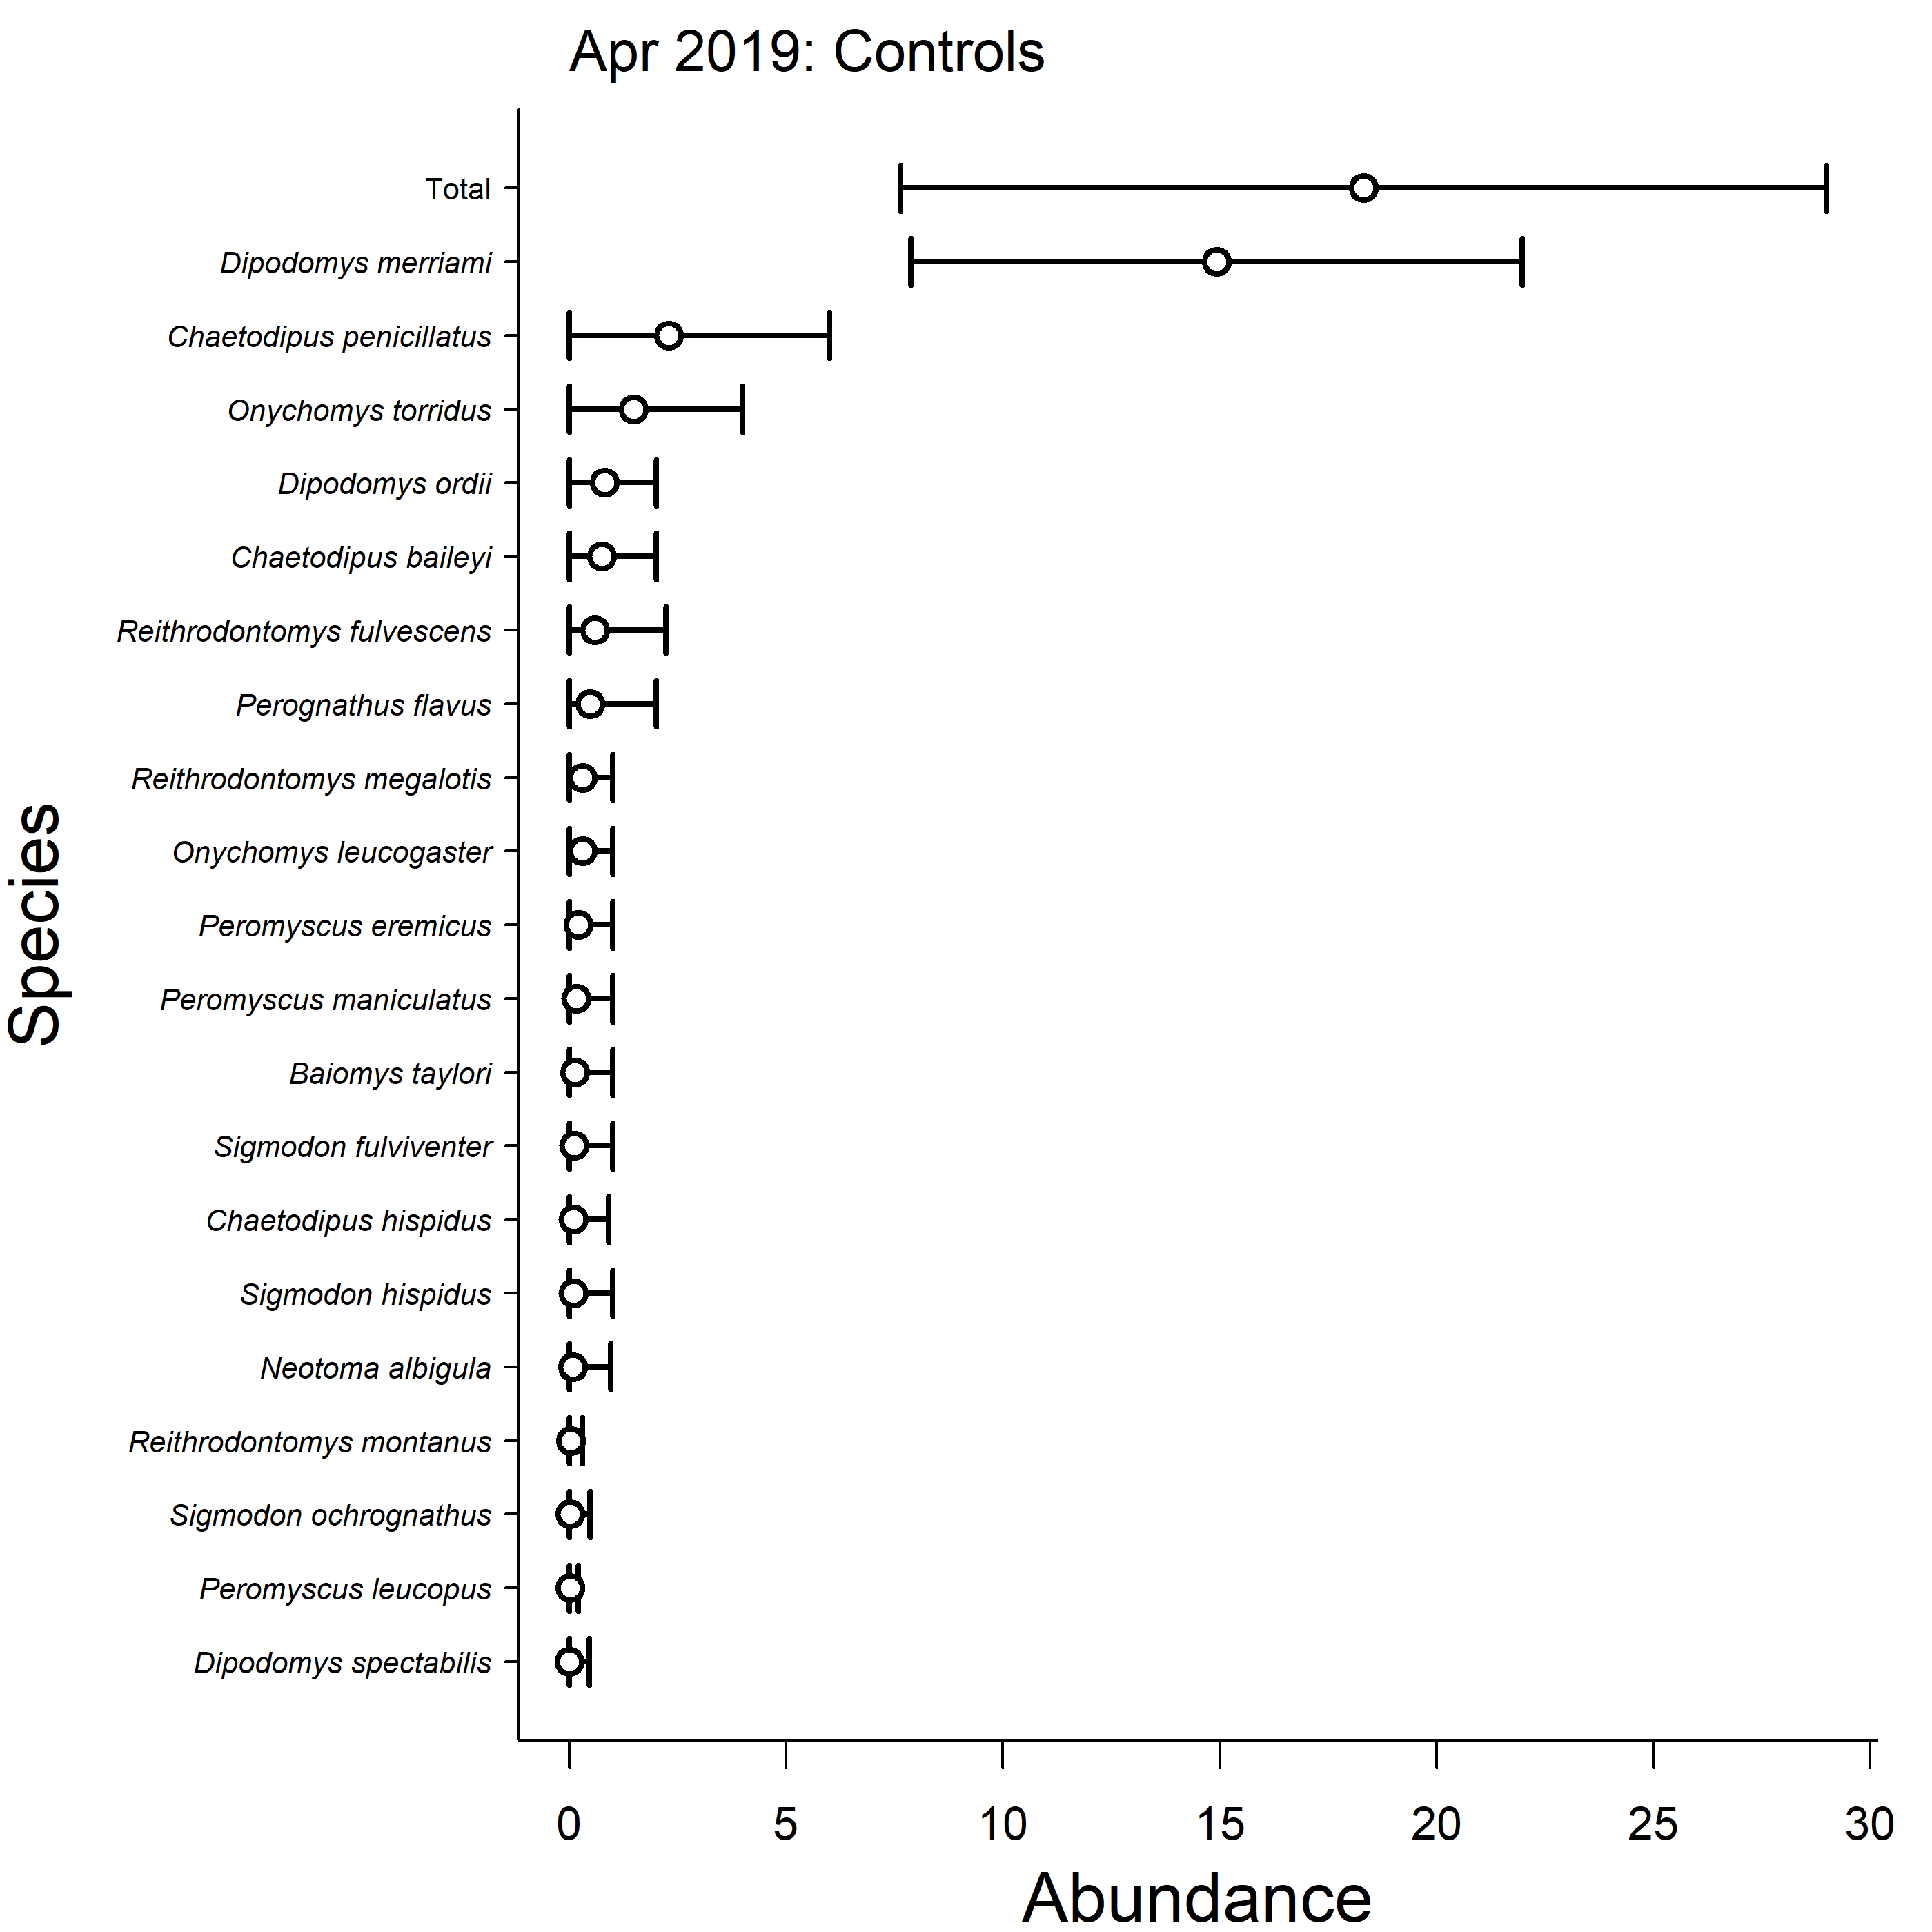 Apr 2019: Controls
Species
Total
Dipodomys merriami
Chaetodipus penicillatus
Onychomys torridus
Dipodomys ordii
Chaetodipus baileyi
Reithrodontomys fulvescens
Perognathus flavus
Reithrodontomys megalotis
Onychomys leucogaster
Peromyscus eremicus
Peromyscus maniculatus
Baiomys taylori
Sigmodon fulviventer
Chaetodipus hispidus
Sigmodon hispidus
Neotoma albigula
Reithrodontomys montanus
Sigmodon ochrognathus
Peromyscus leucopus
Dipodomys spectabilis
0 5 10 15 20 25 30
Abundance